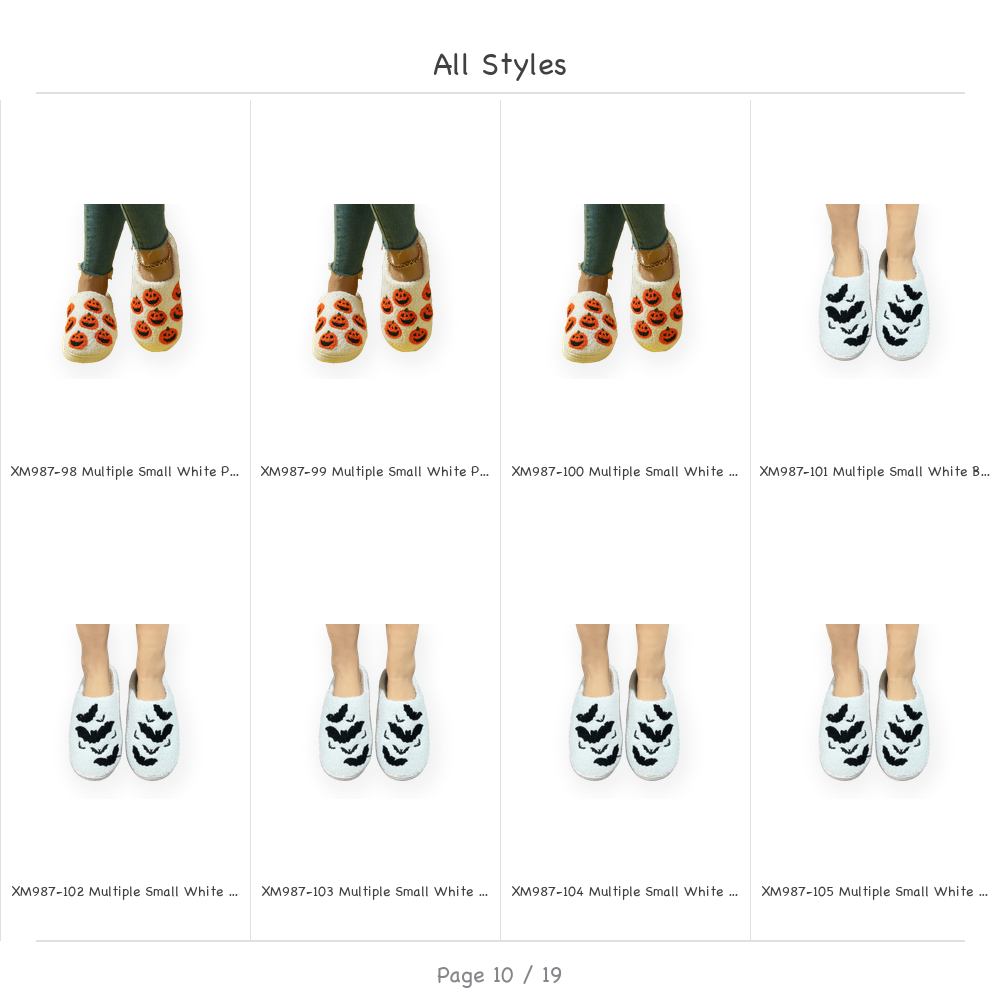 All Styles
XM987-98 Multiple Small White P...
XM987-99 Multiple Small White P...
XM987-100 Multiple Small White ...
XM987-101 Multiple Small White B...
XM987-102 Multiple Small White ...
XM987-103 Multiple Small White ...
XM987-104 Multiple Small White ...
XM987-105 Multiple Small White ...
Page 10 / 19